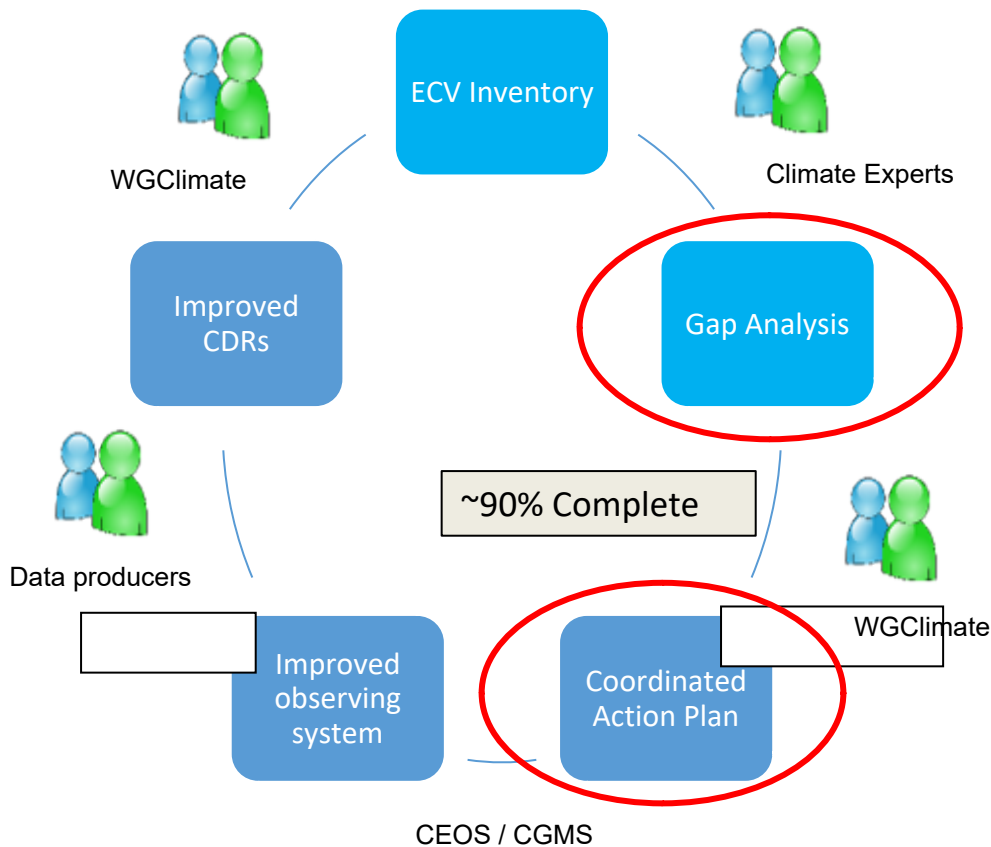 ECV Inventory
WGClimate
Climate Experts
Improved
CDRs
Gap Analysis
~90% Complete
Data producers
WGClimate
Improved
observing
system
Coordinated
Action Plan
CEOS / CGMS